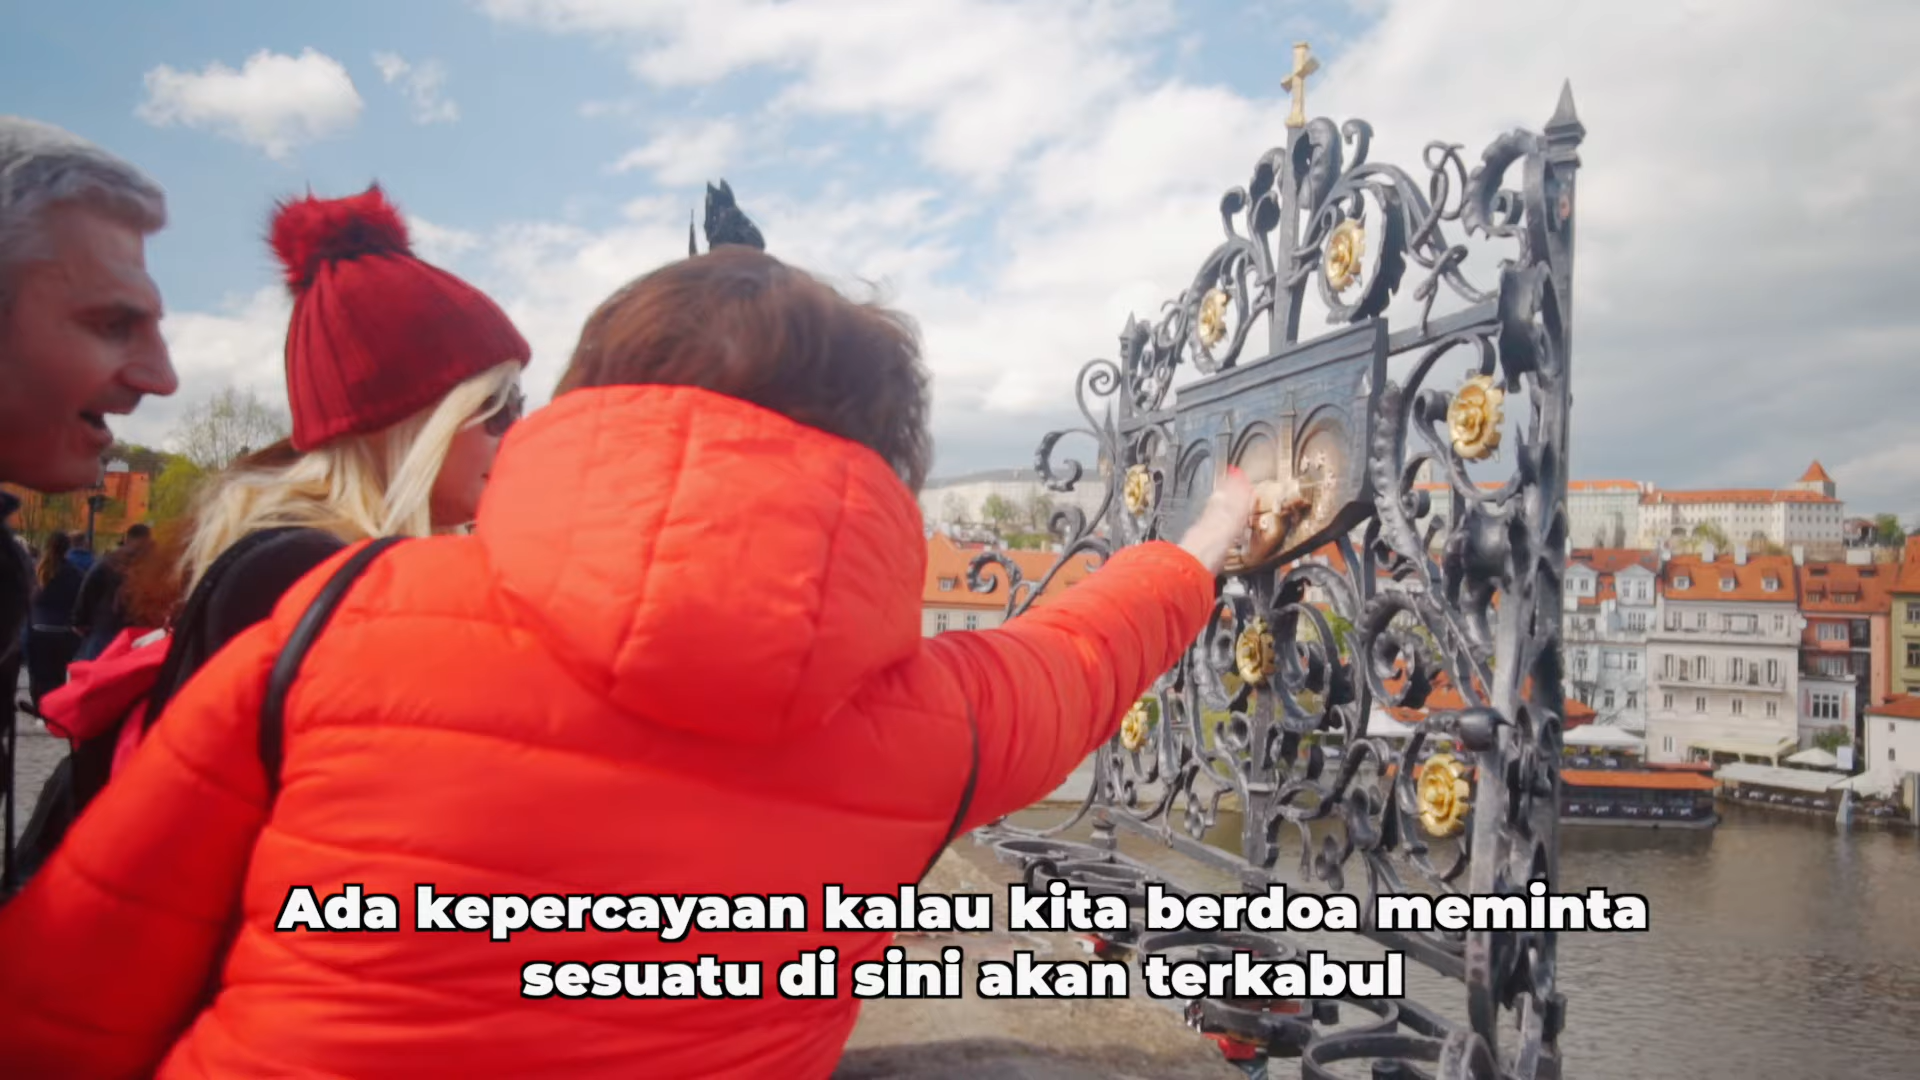 Ada kepercayaan kalau kita berdoa meminta
sesuatu di sini akan terkabul